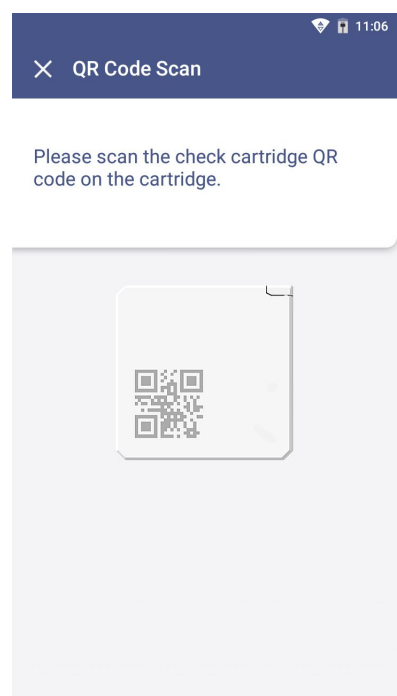 11:06
QR Code Scan
Please scan the check cartridge QR
code on the cartridge.